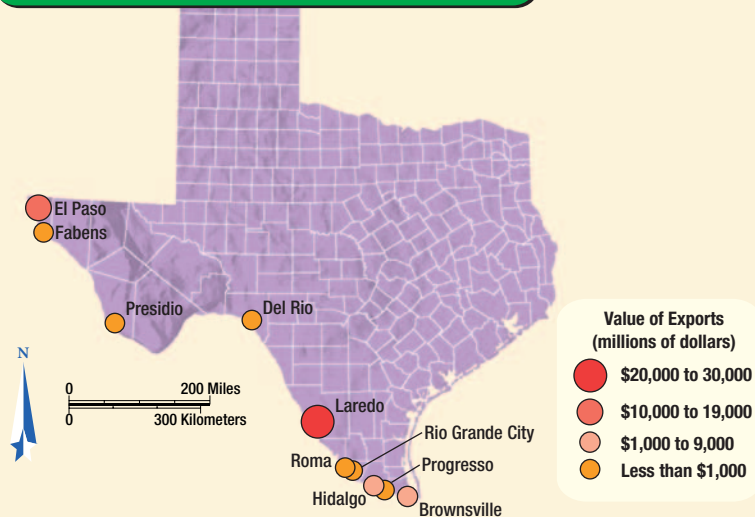 El Paso
Fabens
Presidio
Del Rio
N
0 200 Miles
0 300 Kilometers
Laredo
Rio Grande City
Roma
Progresso
Hidalgo
Brownsville
Value of Exports
(millions of dollars)
$20,000 to 30,000
$10,000 to 19,000
$1,000 to 9,000
Less than $1,000